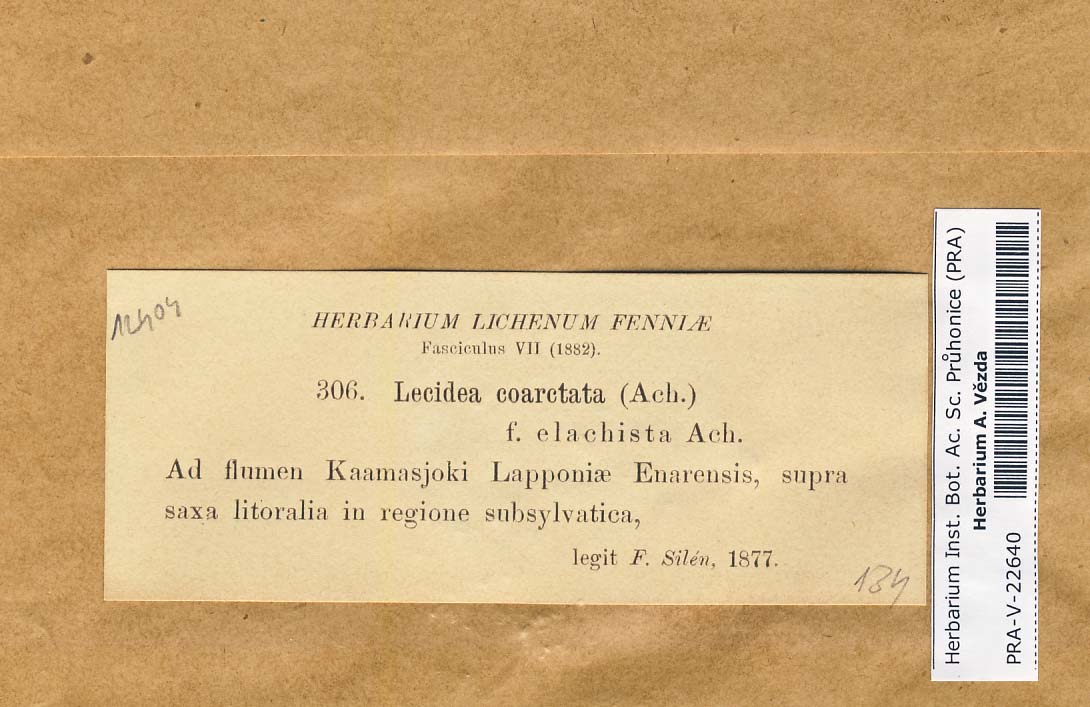 12404
HERBARIUM LICHENUM FENNIÆ
Fasciculus VII (1882).
306. Lecidea coarctata (Ach.)
f. elachista Ach.
Ad flumen Kaamasjoki Lapponiæ Enarensis, supra
saxa litoralia in regione subsylvatica,
legit F. Silén, 1877.
134
Herbarium Inst. Bot. Ac. Sc. Průhonice (PRA)
Herbarium A. Vězda
PRA-V-22640